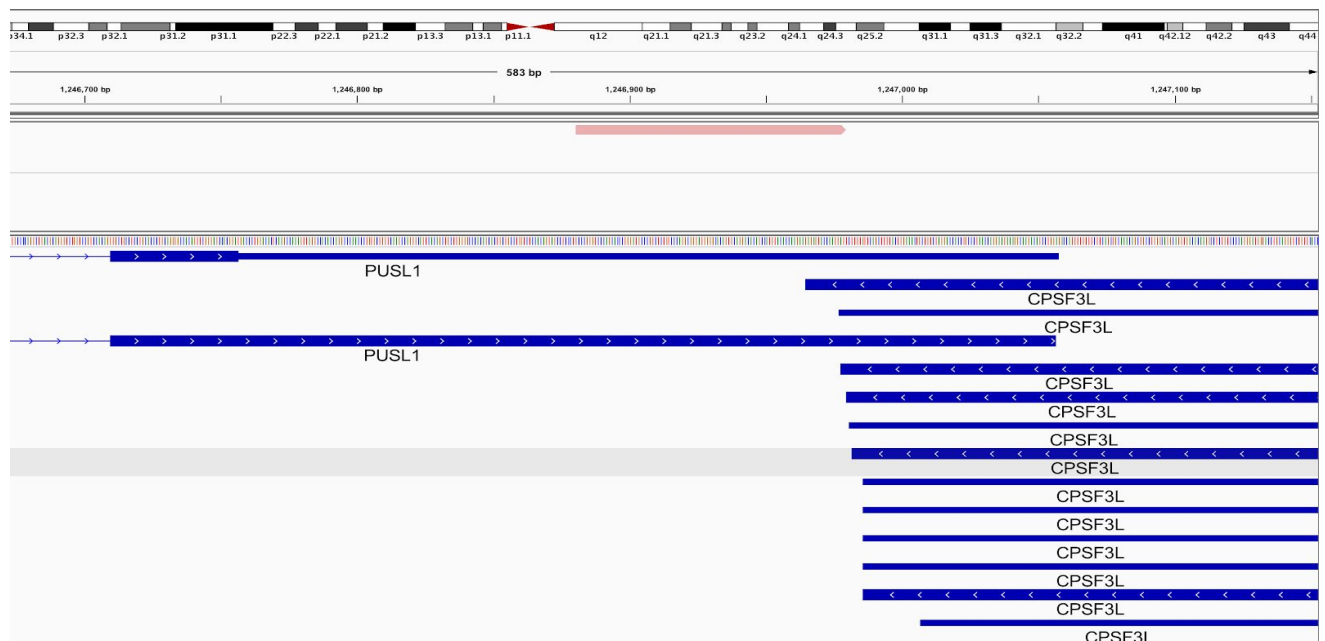 p34.1 p32.3 p32.1 p31.2 p31.1 p22.3 p22.1 p21.2 p13.3 p13.1 p11.1 q12 q21.1 q21.3 q23.2 q24.1 q24.3 q25.2 q31.1 q31.3 q32.1 q32.2 q41 q42.12 q42.2 q43 q44
583 bp
1,246,700 bp 1,246,800 bp 1,246,900 bp 1,247,000 bp 1,247,100 bp
PUSL1
CPSF3L
CPSF3L
PUSL1
CPSF3L
CPSF3L
CPSF3L
CPSF3L
CPSF3L
CPSF3L
CPSF3L
CPSF3L
CPSF3L
CPSF3L